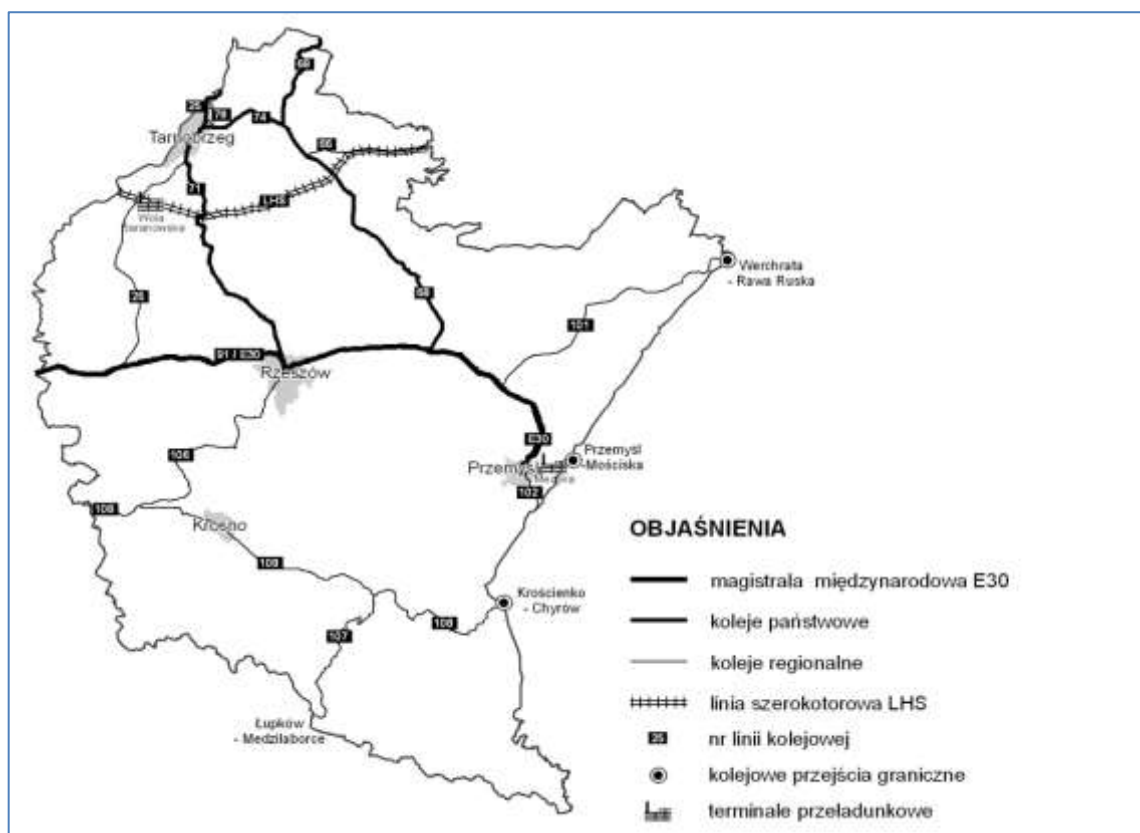 68
25
78
74
Tarnobrzeg
66
71
LHS
Wola
Baranowska
Werchrata
- Rawa Ruska
68
101
91 / E30
Rzeszów
E30
Przemyśl
- Mościska
Przemyśl
Medyka
102
106
108
Krosno
108
Krościenko
- Chyrów
108
107
Łupków
- Medzilaborce
OBJAŚNIENIA
magistrala międzynarodowa E30
koleje państwowe
koleje regionalne
linia szerokotorowa LHS
25 nr linii kolejowej
kolejowe przejścia graniczne
terminale przeładunkowe